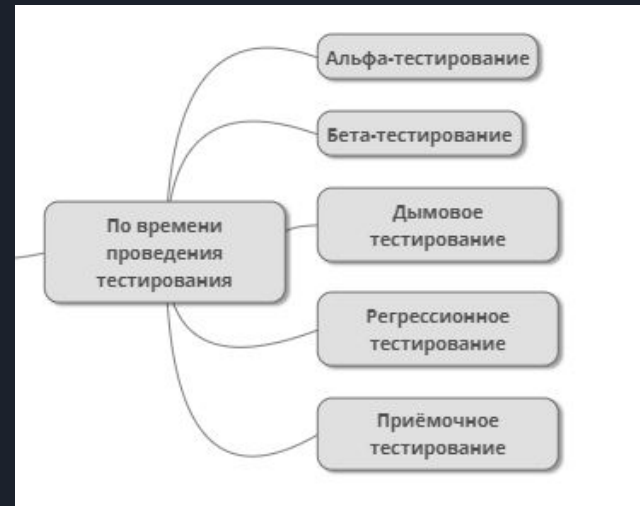 Альфа-тестирование
Бета-тестирование
По времени
проведения
тестирования
Дымовое
тестирование
Регрессионное
тестирование
Приёмочное
тестирование